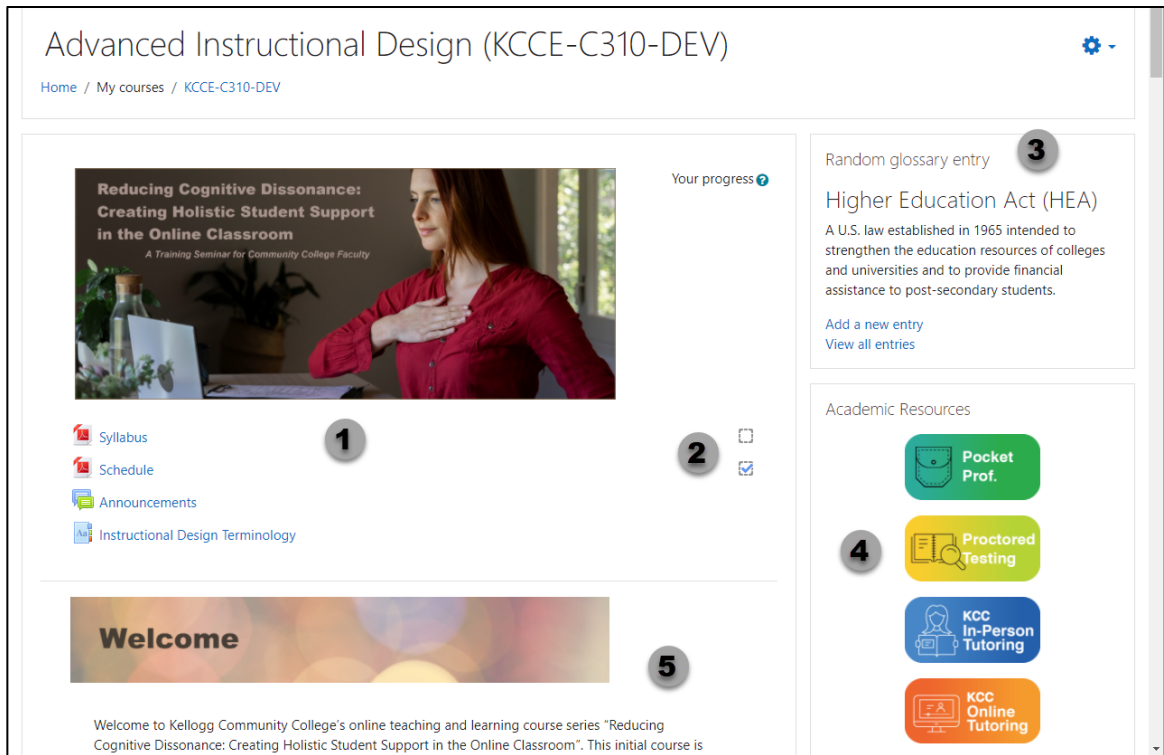 Advanced Instructional Design (KCCE-C310-DEV)
Home / My courses / KCCE-C310-DEV
Reducing Cognitive Dissonance:
Creating Holistic Student Support
in the Online Classroom
A Training Seminar for Community College Faculty
Your progress
1
Syllabus
2
Schedule
Announcements
Instructional Design Terminology
Welcome
5
Welcome to Kellogg Community College's online teaching and learning course series "Reducing
Cognitive Dissonance: Creating Holistic Student Support in the Online Classroom". This initial course is
Random glossary entry
3
Higher Education Act (HEA)
A U.S. law established in 1965 intended to
strengthen the education resources of colleges
and universities and to provide financial
assistance to post-secondary students.
Add a new entry
View all entries
Academic Resources
Pocket
Prof.
4
Proctored
Testing
KCC
In-Person
Tutoring
KCC
Online
Tutoring